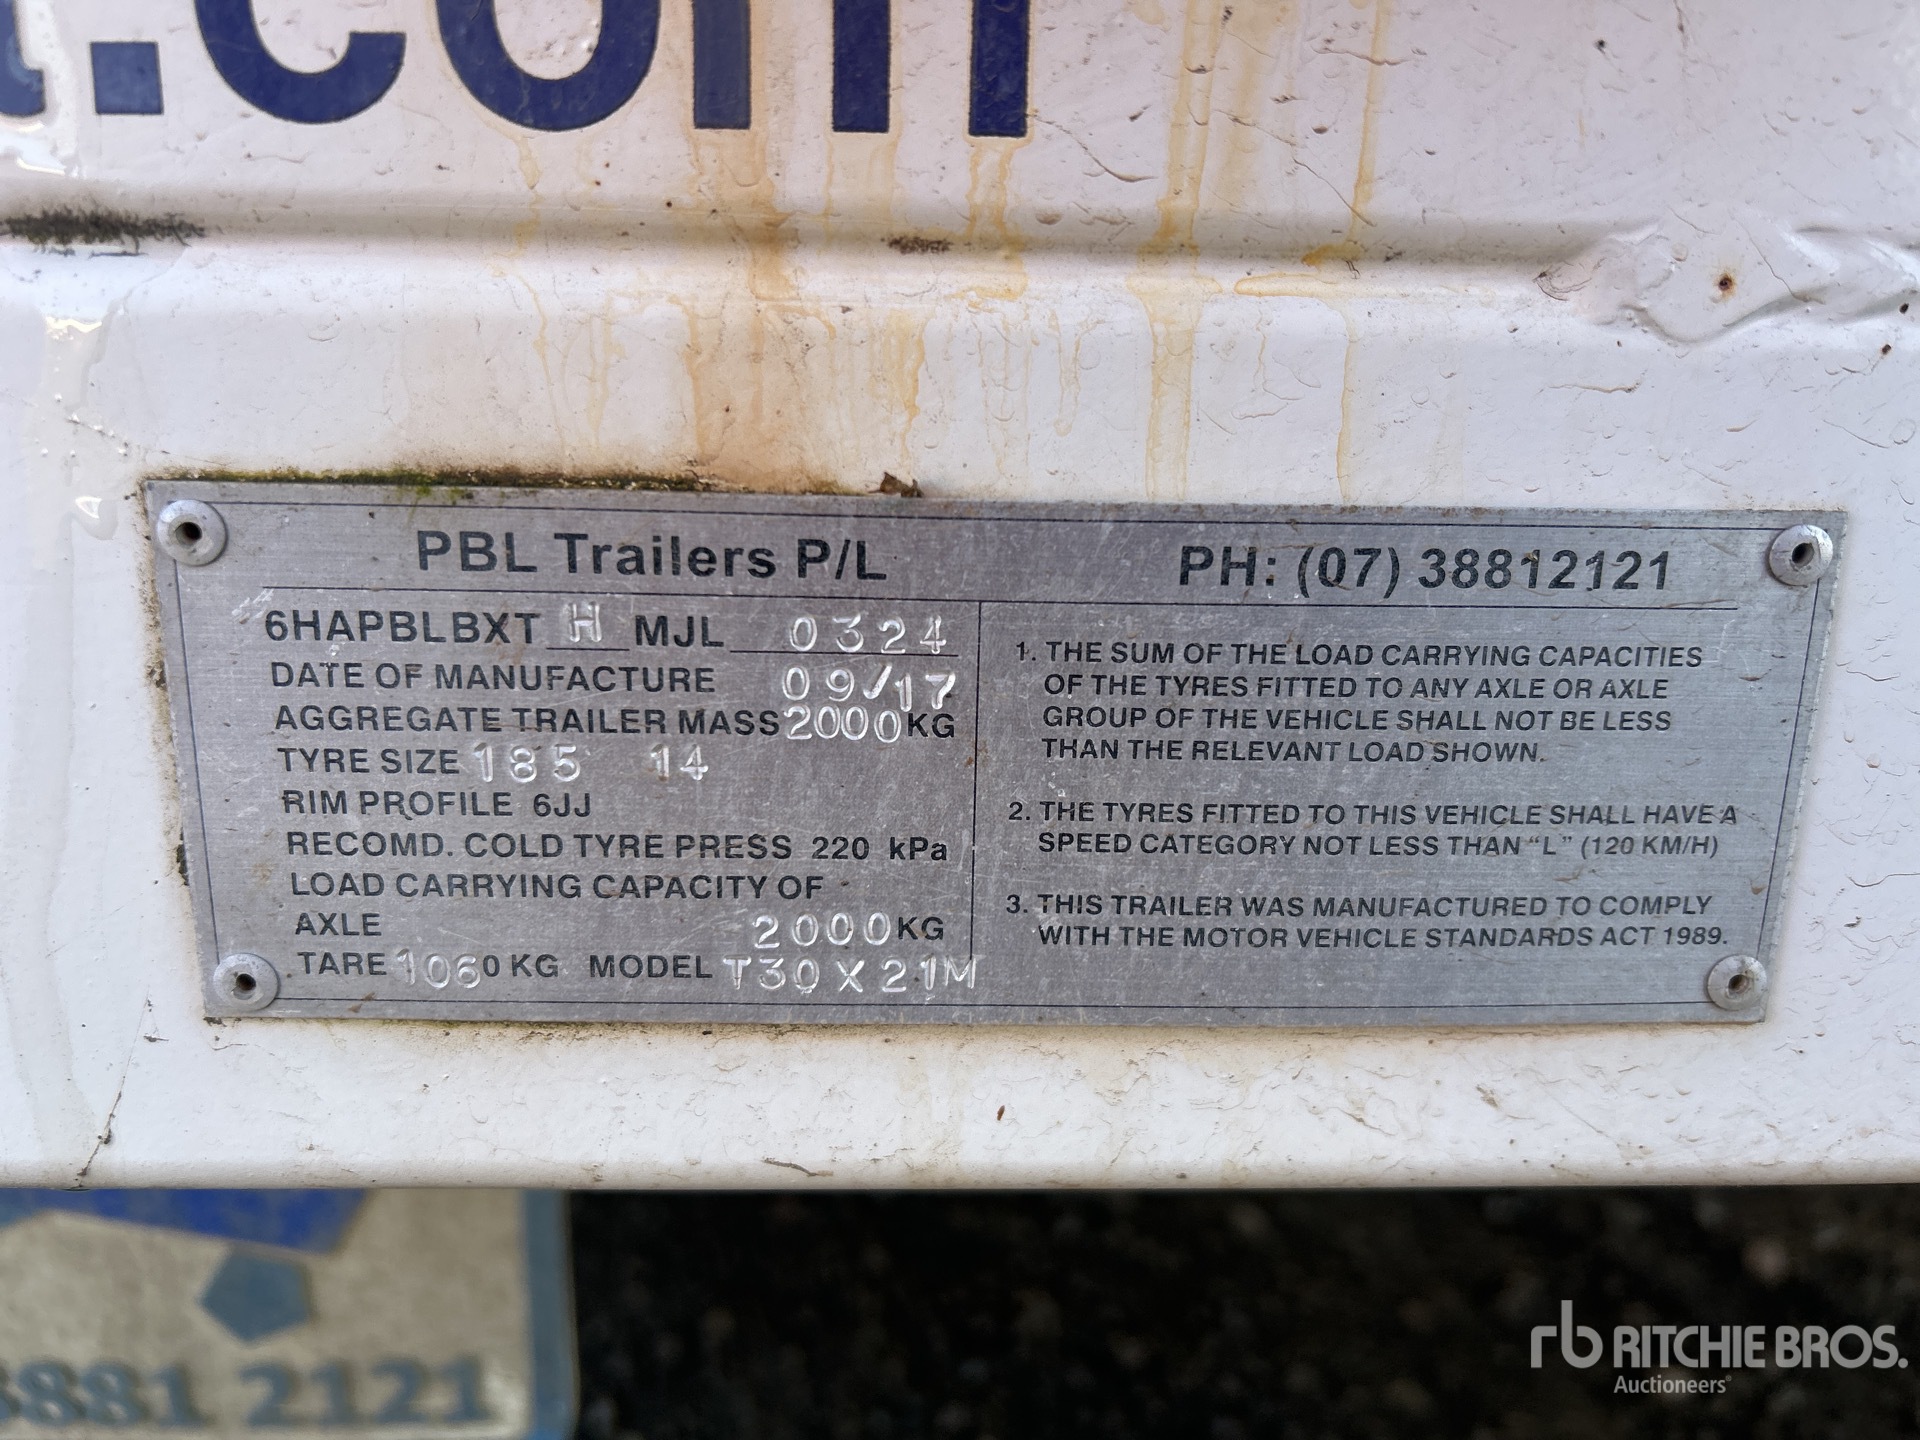 .com
PBL Trailers P/L
PH: (07) 38812121
6HAPBLBXT H MJL 0324
DATE OF MANUFACTURE 09/17
AGGREGATE TRAILER MASS 2000KG
TYRE SIZE 185 14
RIM PROFILE 6JJ
RECOMD. COLD TYRE PRESS 220 kPa
LOAD CARRYING CAPACITY OF
AXLE 2000KG
TARE 1060 KG MODEL T30 X 21M
1. THE SUM OF THE LOAD CARRYING CAPACITIES
OF THE TYRES FITTED TO ANY AXLE OR AXLE
GROUP OF THE VEHICLE SHALL NOT BE LESS
THAN THE RELEVANT LOAD SHOWN.
2. THE TYRES FITTED TO THIS VEHICLE SHALL HAVE A
SPEED CATEGORY NOT LESS THAN "L" (120 KM/H)
3. THIS TRAILER WAS MANUFACTURED TO COMPLY
WITH THE MOTOR VEHICLE STANDARDS ACT 1989.
3881 2121
rb RITCHIE BROS.
Auctioneers